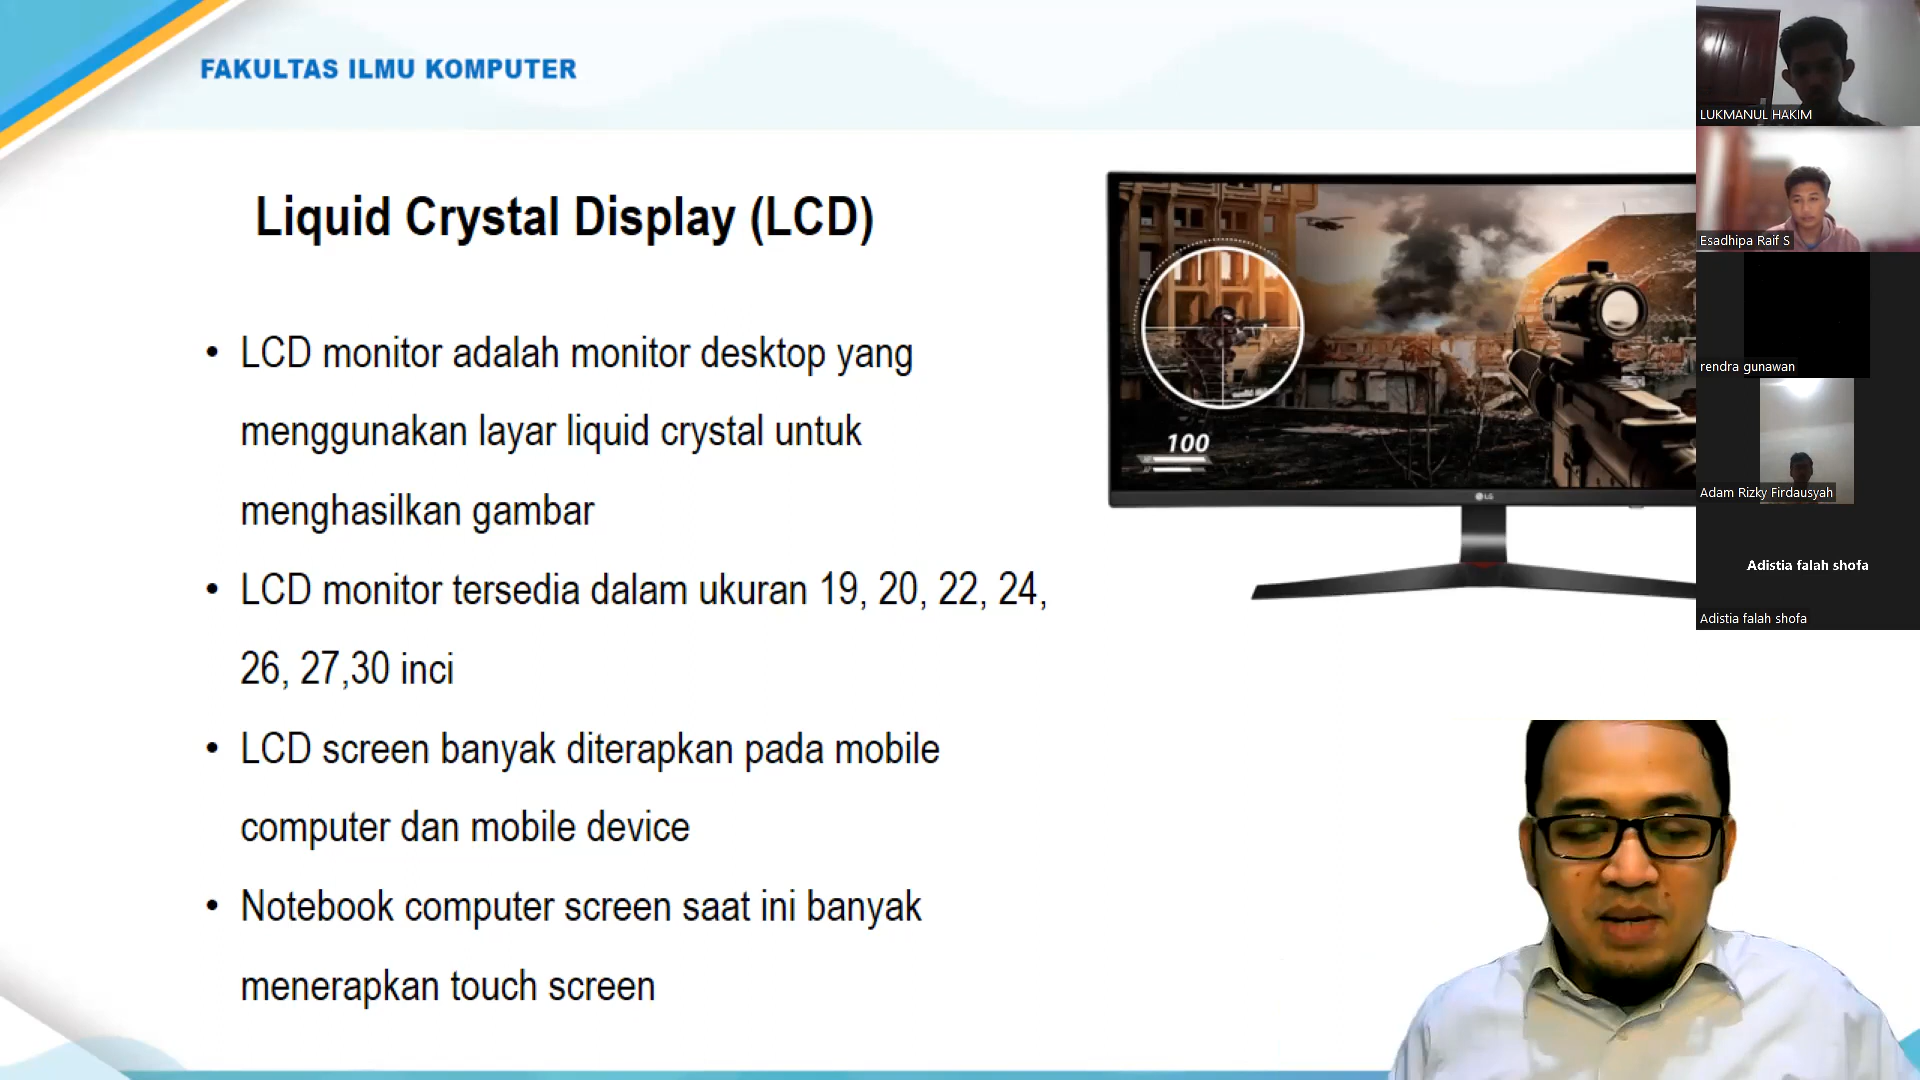 FAKULTAS ILMU KOMPUTER
Liquid Crystal Display (LCD)
• LCD monitor adalah monitor desktop yang
menggunakan layar liquid crystal untuk
menghasilkan gambar
• LCD monitor tersedia dalam ukuran 19, 20, 22, 24,
26, 27,30 inci
• LCD screen banyak diterapkan pada mobile
computer dan mobile device
• Notebook computer screen saat ini banyak
menerapkan touch screen
100
LG
LUKMANUL HAKIM
Esadhipa Raif S
rendra gunawan
Adam Rizky Firdausyah
Adistia falah shofa
Adistia falah shofa